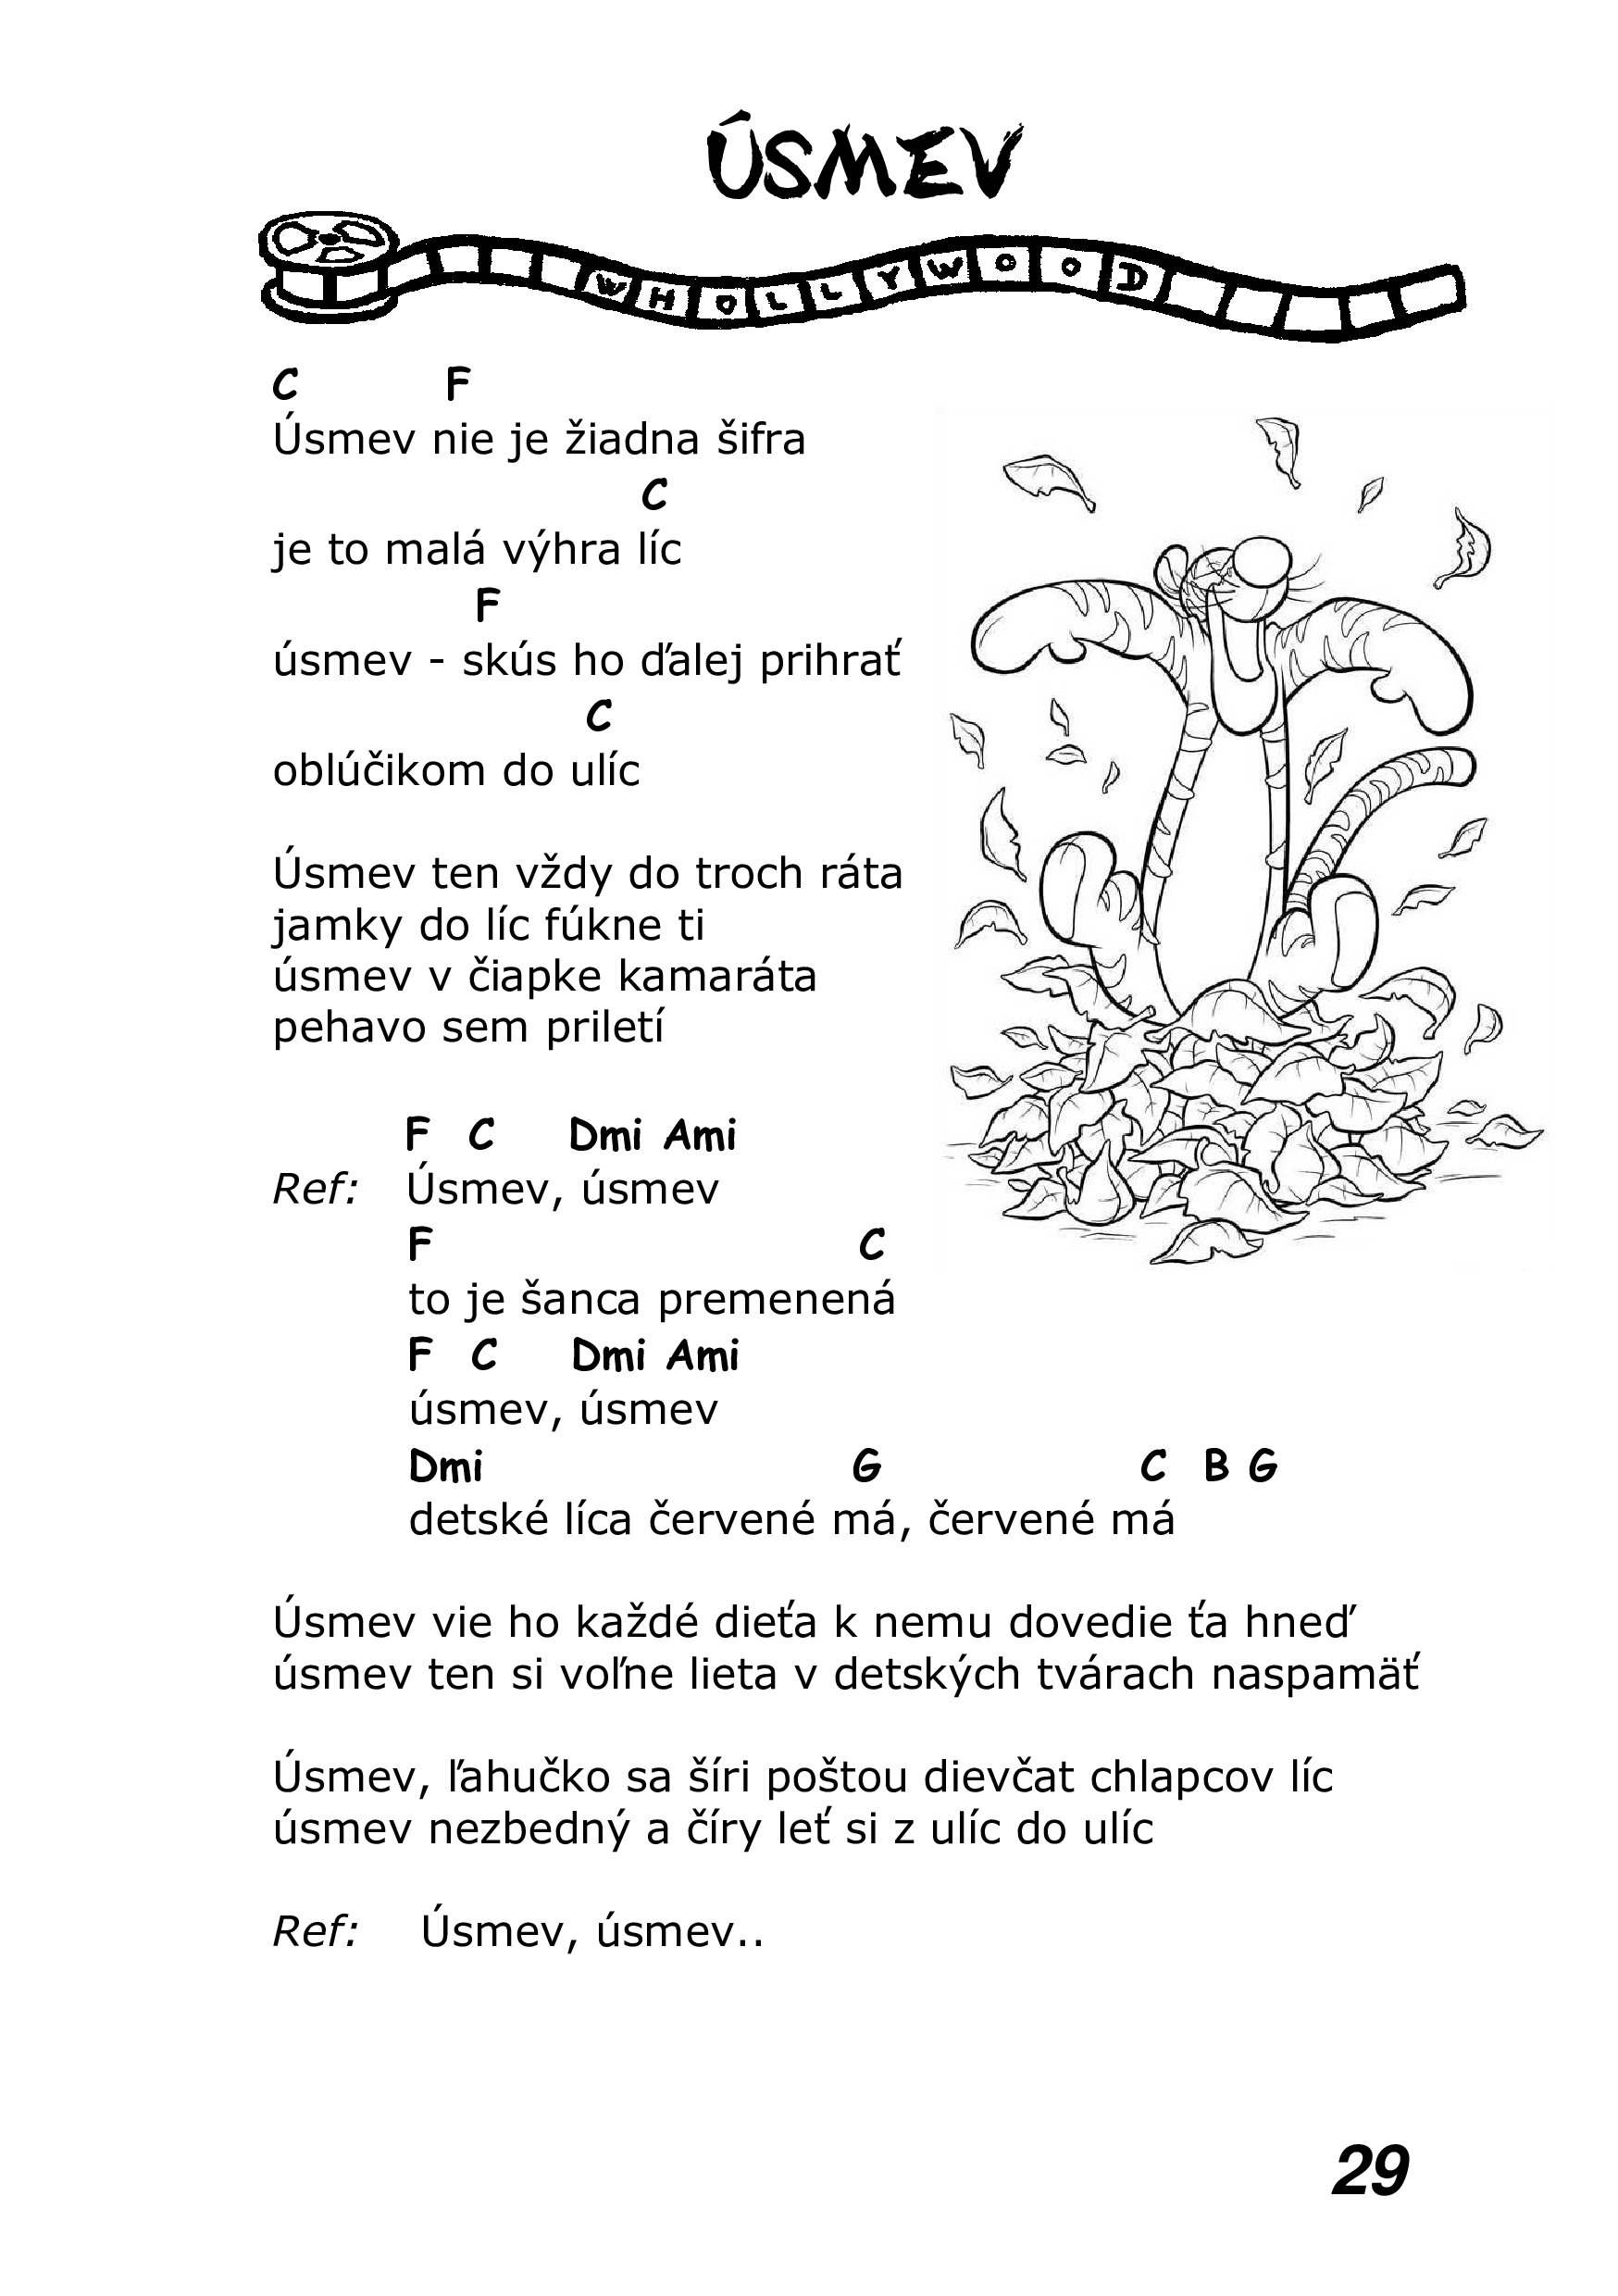 ÚSMEV
WHOLLYWOOD
C F
Úsmev nie je žiadna šifra
C
je to malá výhra líc
F
úsmev - skús ho ďalej prihrať
C
oblúčikom do ulíc
Úsmev ten vždy do troch ráta
jamky do líc fúkne ti
úsmev v čiapke kamaráta
pehavo sem priletí
F C Dmi Ami
Ref: Úsmev, úsmev
F C
to je šanca premenená
F C Dmi Ami
úsmev, úsmev
Dmi G C B G
detské líca červené má, červené má
Úsmev vie ho každé dieťa k nemu dovedie ťa hneď
úsmev ten si voľne lieta v detských tvárach naspamäť
Úsmev, ľahučko sa šíri poštou dievčat chlapcov líc
úsmev nezbedný a číry leť si z ulíc do ulíc
Ref: Úsmev, úsmev..
29